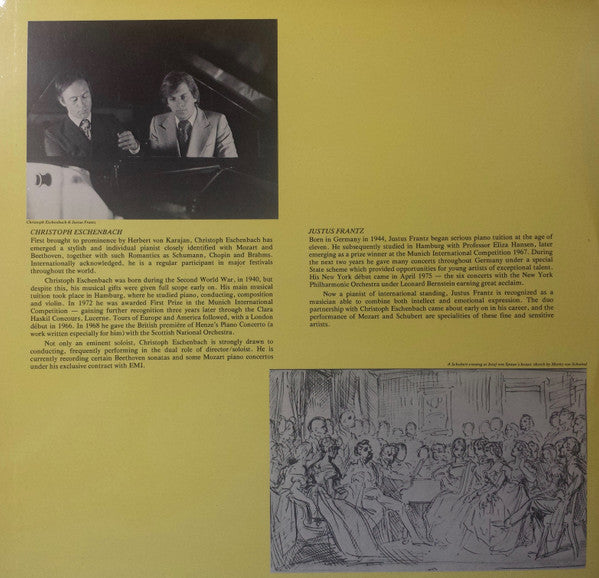 Christoph Eschenbach & Justus Frantz
CHRISTOPH ESCHENBACH
First brought to prominence by Herbert von Karajan, Christoph Eschenbach has
emerged a stylish and individual pianist closely identified with Mozart and
Beethoven, together with such Romantics as Schumann, Chopin and Brahms.
Internationally acknowledged, he is a regular participant in major festivals
throughout the world.
Christoph Eschenbach was born during the Second World War, in 1940, but
despite this, his musical gifts were given full scope early on. His main musical
tuition took place in Hamburg, where he studied piano, conducting, composition
and violin. In 1972 he was awarded First Prize in the Munich International
Competition — gaining further recognition three years later through the Clara
Haskil Concours, Lucerne. Tours of Europe and America followed, with a London
début in 1966. In 1968 he gave the British première of Henze's Piano Concerto (a
work written especially for him) with the Scottish National Orchestra.
Not only an eminent soloist, Christoph Eschenbach is strongly drawn to
conducting, frequently performing in the dual role of director/soloist. He is
currently recording certain Beethoven sonatas and some Mozart piano concertos
under his exclusive contract with EMI.
JUSTUS FRANTZ
Born in Germany in 1944, Justus Frantz began serious piano tuition at the age of
eleven. He subsequently studied in Hamburg with Professor Eliza Hansen, later
emerging as a prize winner at the Munich International Competition 1967. During
the next two years he gave many concerts throughout Germany under a special
State scheme which provided opportunities for young artists of exceptional talent.
His New York début came in April 1975 — the six concerts with the New York
Philharmonic Orchestra under Leonard Bernstein earning great acclaim.
Now a pianist of international standing, Justus Frantz is recognized as a
musician able to combine both intellect and emotional expression. The duo
partnership with Christoph Eschenbach came about early on in his career, and the
performance of Mozart and Schubert are specialities of these fine and sensitive
artists.
A Schubert evening at Josef von Spaun's house, sketch by Moritz von Schwind